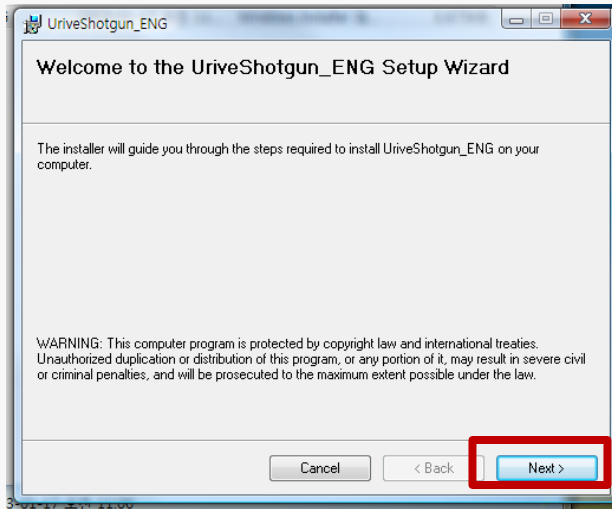 UriveShotgun_ENG
Welcome to the UriveShotgun_ENG Setup Wizard
The installer will guide you through the steps required to install UriveShotgun_ENG on your
computer.
WARNING: This computer program is protected by copyright law and international treaties.
Unauthorized duplication or distribution of this program, or any portion of it, may result in severe civil
or criminal penalties, and will be prosecuted to the maximum extent possible under the law.
Cancel
< Back
Next >